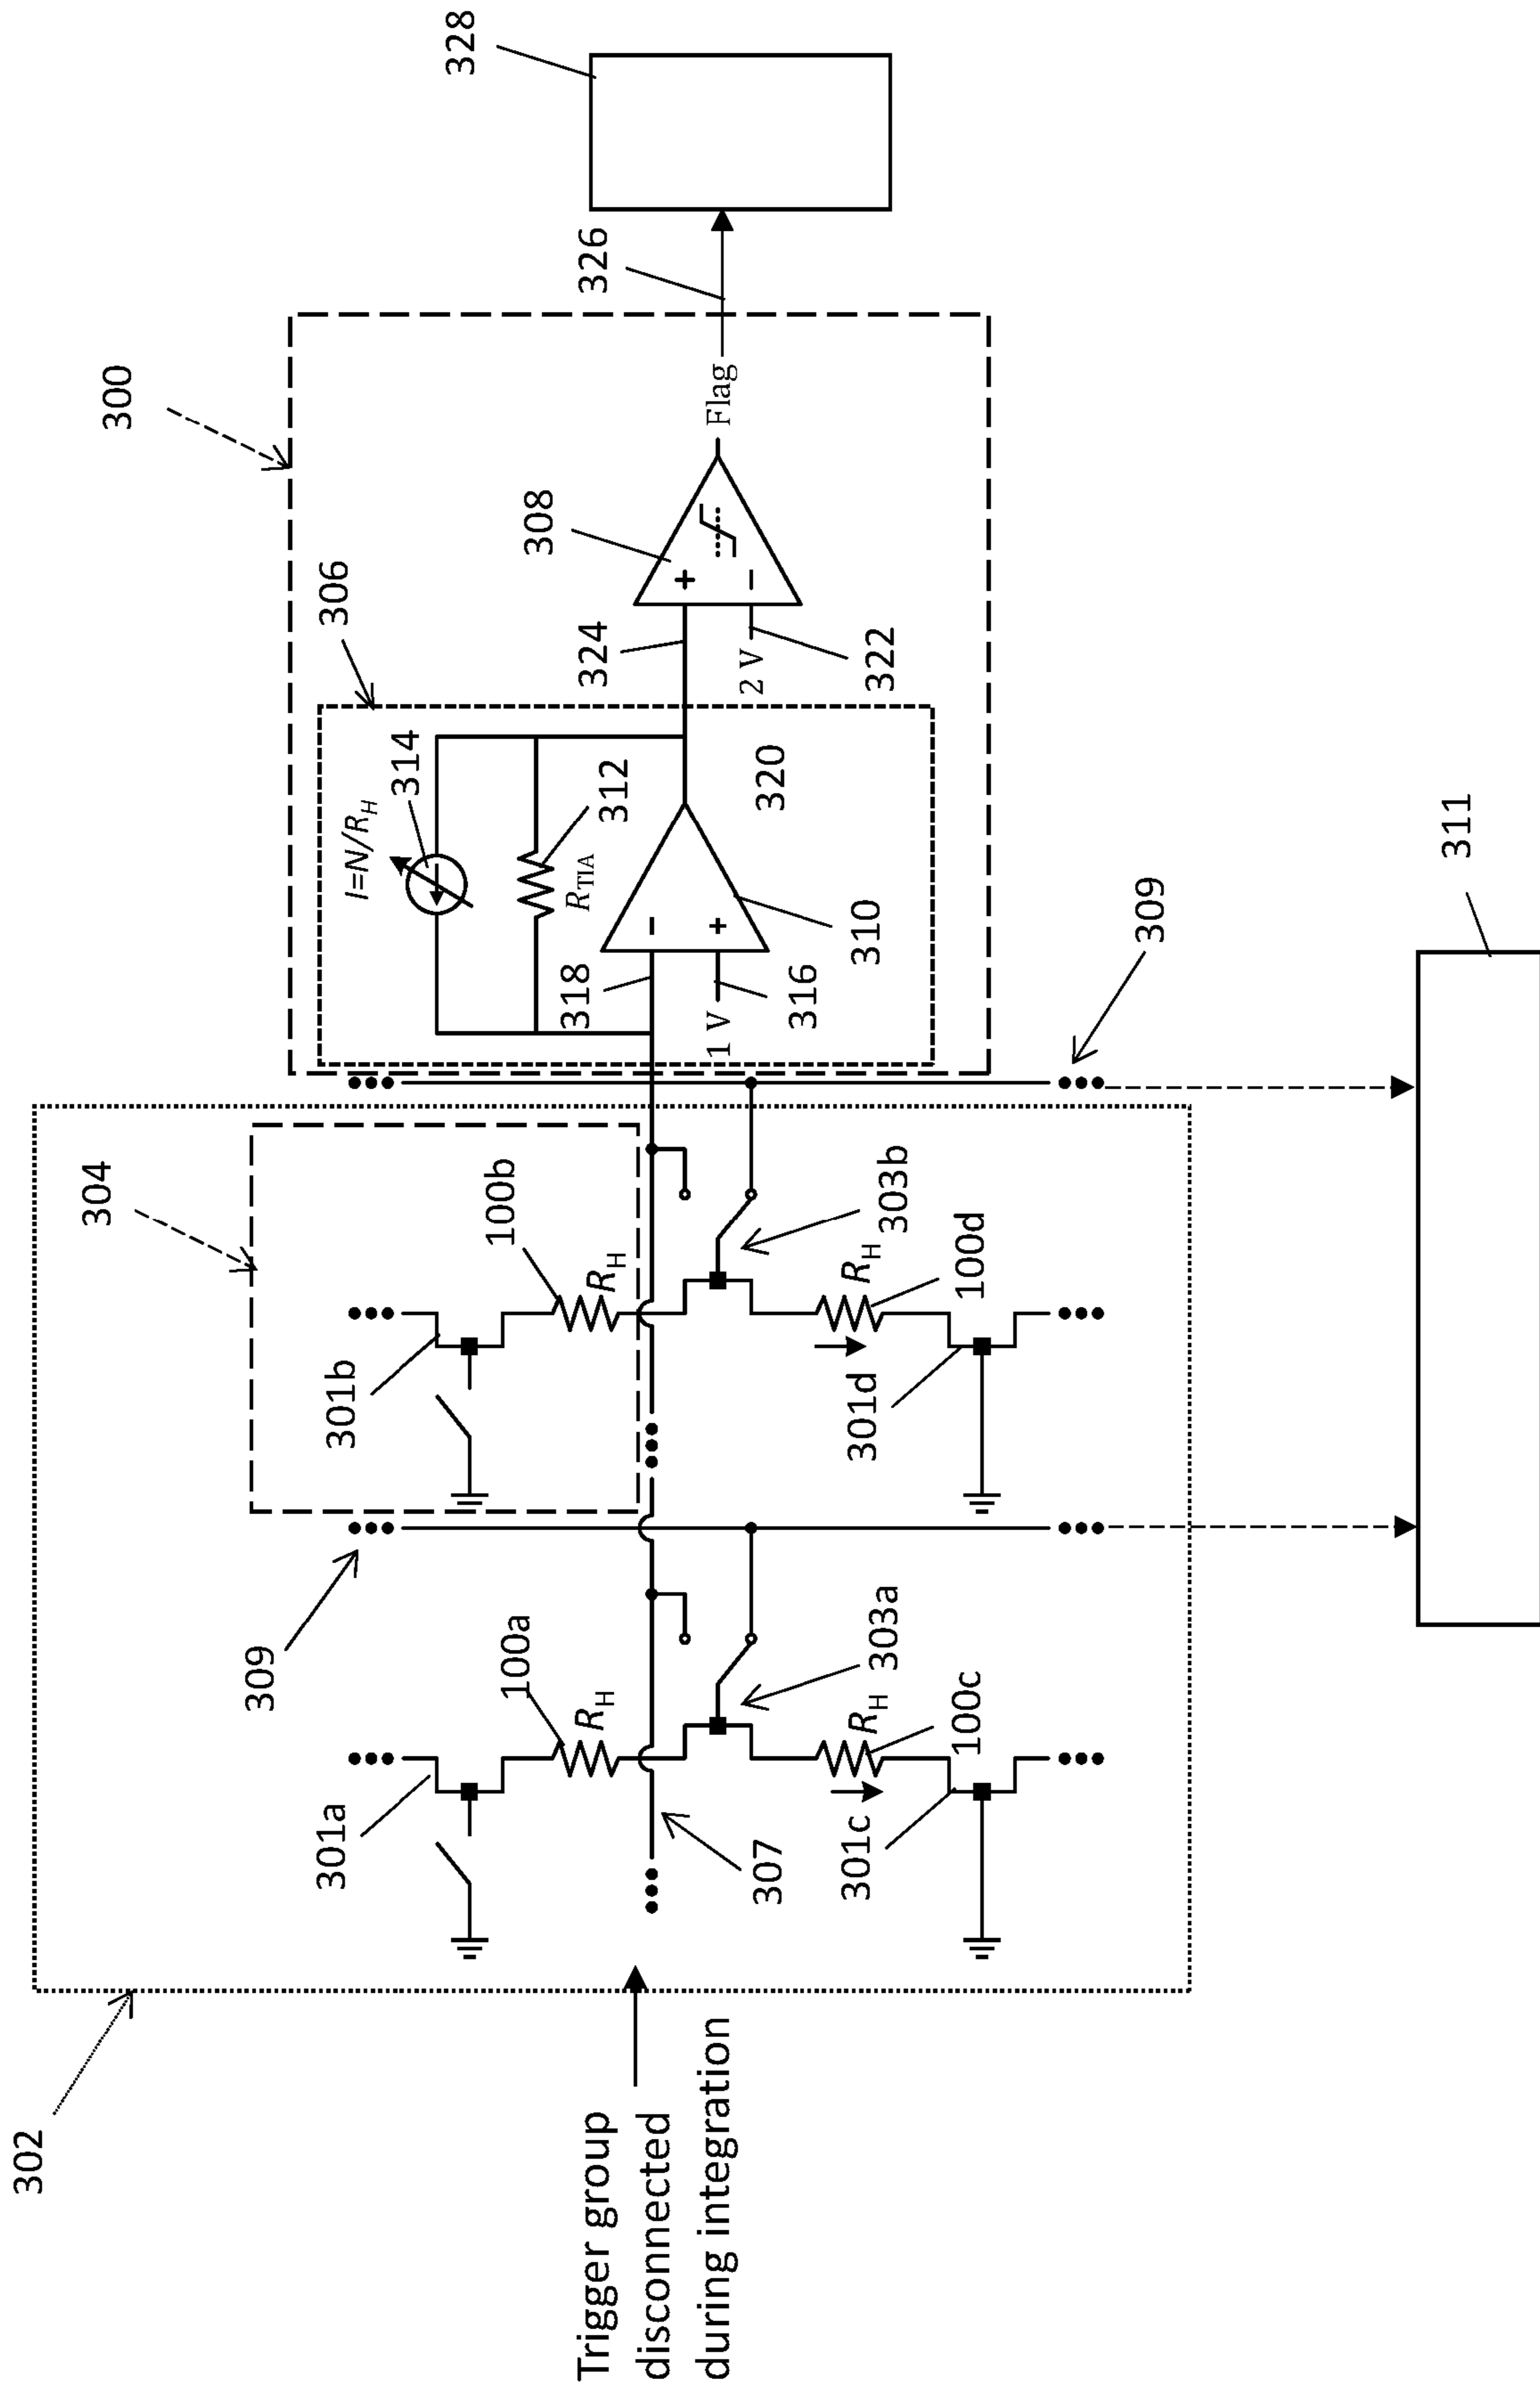 302
Trigger group
disconnected
during integration
309
304
300
328
326
301a
100a
R_H
301b
100b
R_H
306
I=N/R_H
314
312
R_TIA
308
Flag
318
1 V
316
310
320
324
2 V
322
307
303a
303b
301c
R_H
100c
301d
R_H
100d
309
311